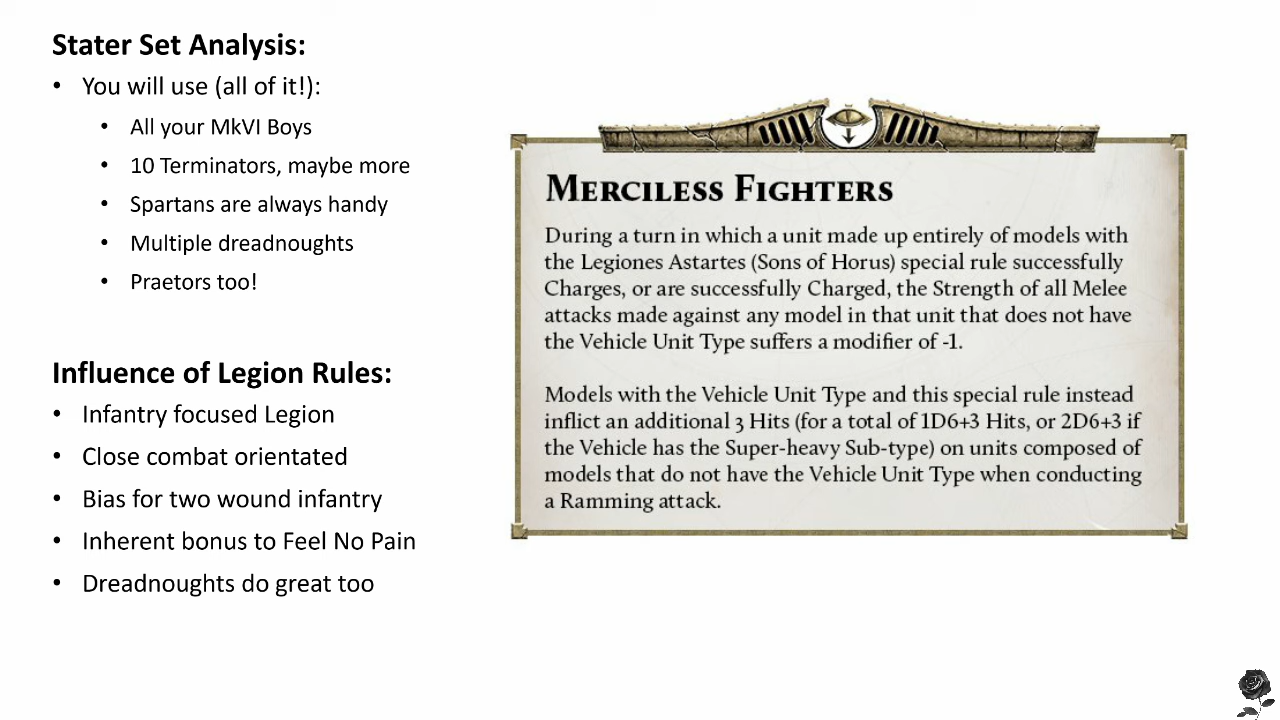 Stater Set Analysis:
• You will use (all of it!):
• All your MkVI Boys
• 10 Terminators, maybe more
• Spartans are always handy
• Multiple dreadnoughts
• Praetors too!
Influence of Legion Rules:
• Infantry focused Legion
• Close combat orientated
• Bias for two wound infantry
• Inherent bonus to Feel No Pain
• Dreadnoughts do great too
Merciless Fighters
During a turn in which a unit made up entirely of models with
the Legiones Astartes (Sons of Horus) special rule successfully
Charges, or are successfully Charged, the Strength of all Melee
attacks made against any model in that unit that does not have
the Vehicle Unit Type suffers a modifier of -1.
Models with the Vehicle Unit Type and this special rule instead
inflict an additional 3 Hits (for a total of 1D6+3 Hits, or 2D6+3 if
the Vehicle has the Super-heavy Sub-type) on units composed of
models that do not have the Vehicle Unit Type when conducting
a Ramming attack.